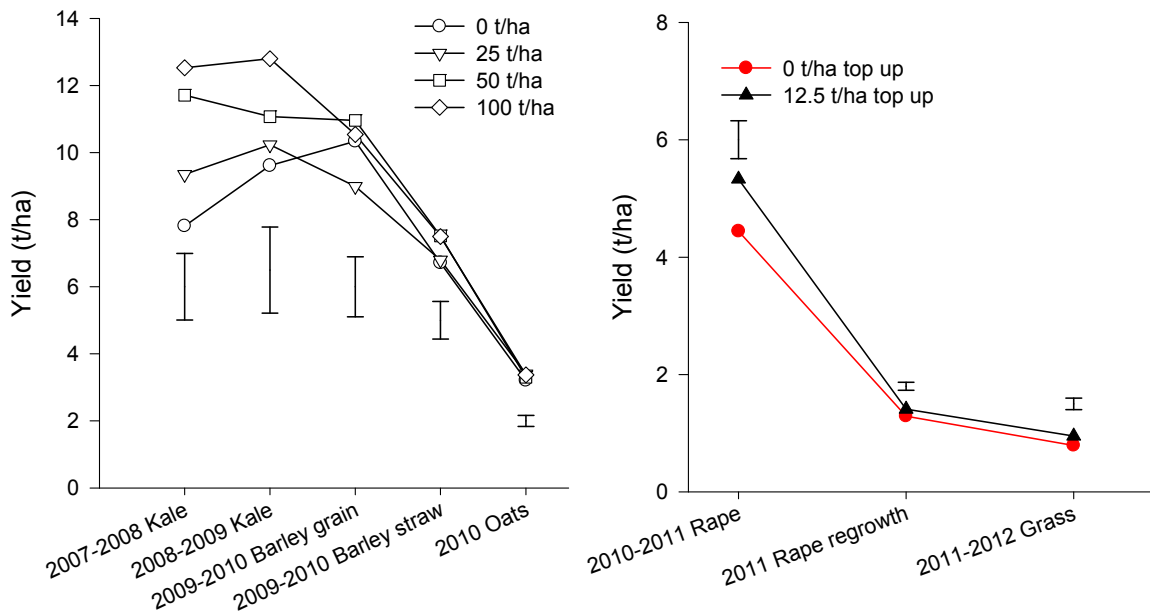 Yield (t/ha)
14
12
10
8
6
4
2
0
0 t/ha
25 t/ha
50 t/ha
100 t/ha
2007-2008 Kale
2008-2009 Kale
2009-2010 Barley grain
2009-2010 Barley straw
2010 Oats
Yield (t/ha)
8
6
4
2
0
0 t/ha top up
12.5 t/ha top up
2010-2011 Rape
2011 Rape regrowth
2011-2012 Grass